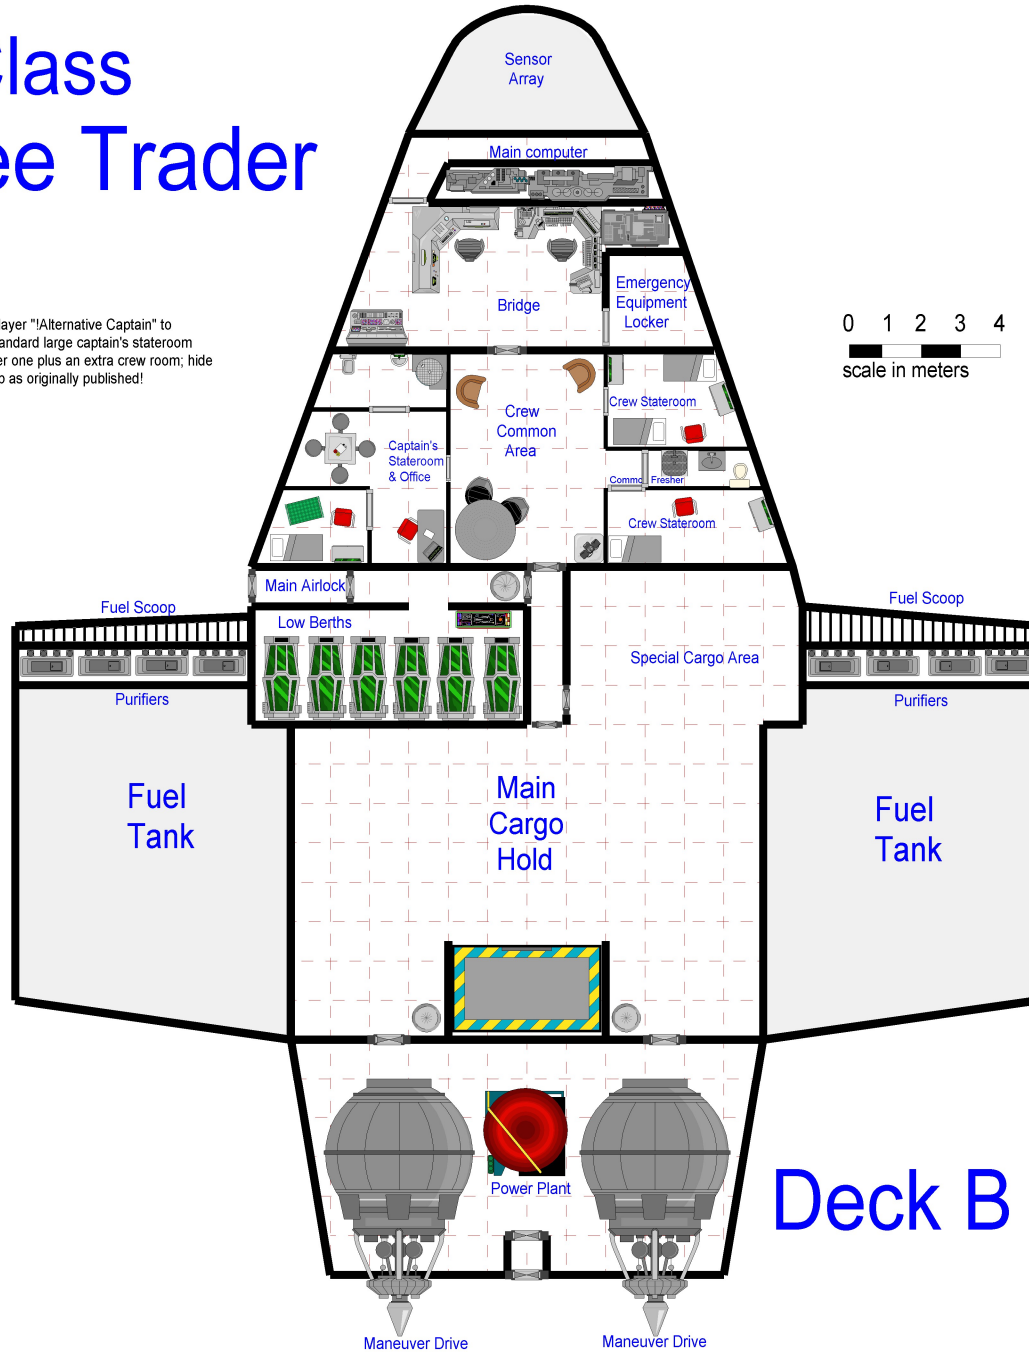 Class
ee Trader
Sensor
Array
Main computer
layer "!Alternative Captain" to
andard large captain's stateroom
er one plus an extra crew room; hide
o as originally published!
Bridge
Emergency
Equipment
Locker
0 1 2 3 4
scale in meters
Crew
Common
Area
Captain's
Stateroom
& Office
Crew Stateroom
Commo
Fresher
Crew Stateroom
Main Airlock
Low Berths
Fuel Scoop
Purifiers
Special Cargo Area
Fuel Scoop
Purifiers
Fuel
Tank
Main
Cargo
Hold
Fuel
Tank
Power Plant
Deck B
Maneuver Drive
Maneuver Drive